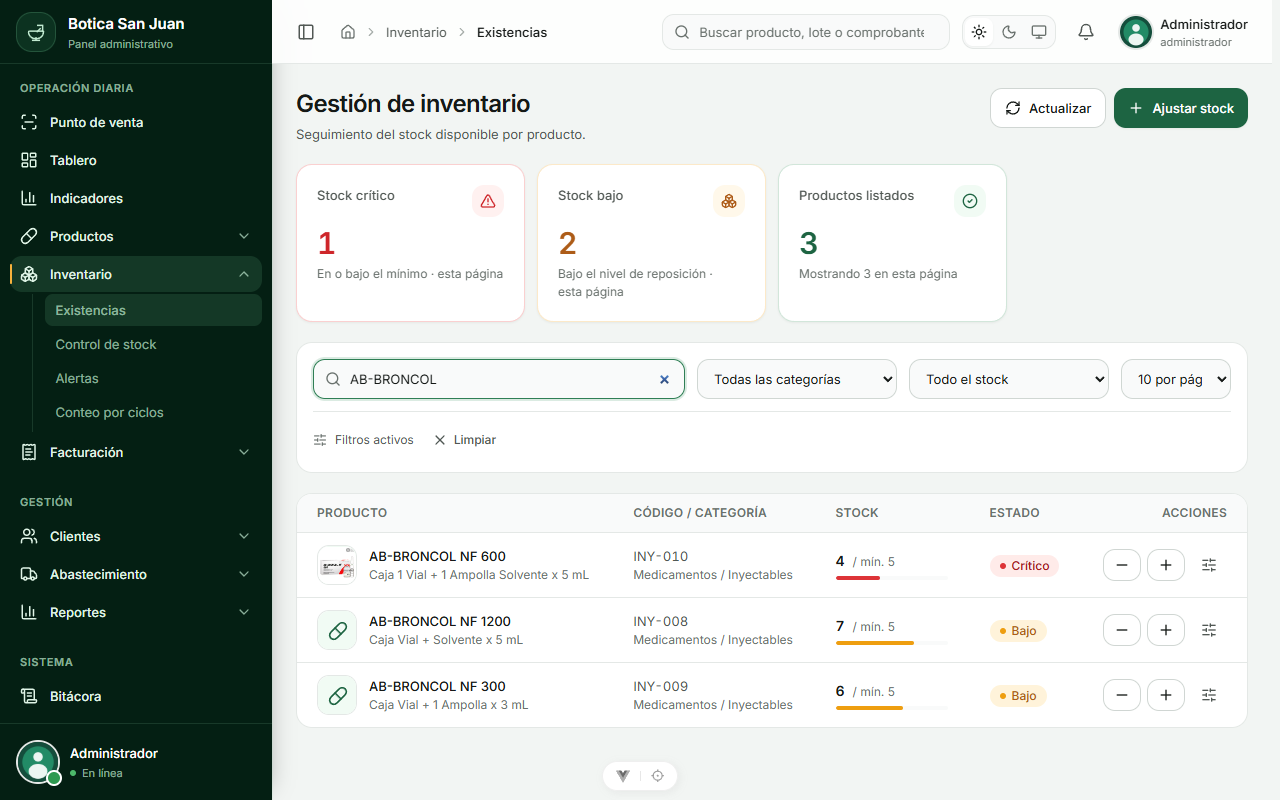 Botica San Juan
Panel administrativo
OPERACIÓN DIARIA
Punto de venta
Tablero
Indicadores
Productos
Inventario
Existencias
Control de stock
Alertas
Conteo por ciclos
Facturación
GESTIÓN
Clientes
Abastecimiento
Reportes
SISTEMA
Bitácora
Administrador
En línea
Inventario
Existencias
Buscar producto, lote o comprobante
Administrador
administrador
Gestión de inventario
Seguimiento del stock disponible por producto.
Actualizar
Ajustar stock
Stock crítico
1
En o bajo el mínimo · esta página
Stock bajo
2
Bajo el nivel de reposición ·
esta página
Productos listados
3
Mostrando 3 en esta página
AB-BRONCOL
Todas las categorías
Todo el stock
10 por pág
Filtros activos
Limpiar
PRODUCTO CÓDIGO / CATEGORÍA STOCK ESTADO ACCIONES
AB-BRONCOL NF 600 INY-010 4 / mín. 5 Crítico
Caja 1 Vial + 1 Ampolla Solvente x 5 mL Medicamentos / Inyectables
AB-BRONCOL NF 1200 INY-008 7 / mín. 5 Bajo
Caja Vial + Solvente x 5 mL Medicamentos / Inyectables
AB-BRONCOL NF 300 INY-009 6 / mín. 5 Bajo
Caja Vial + 1 Ampolla x 3 mL Medicamentos / Inyectables